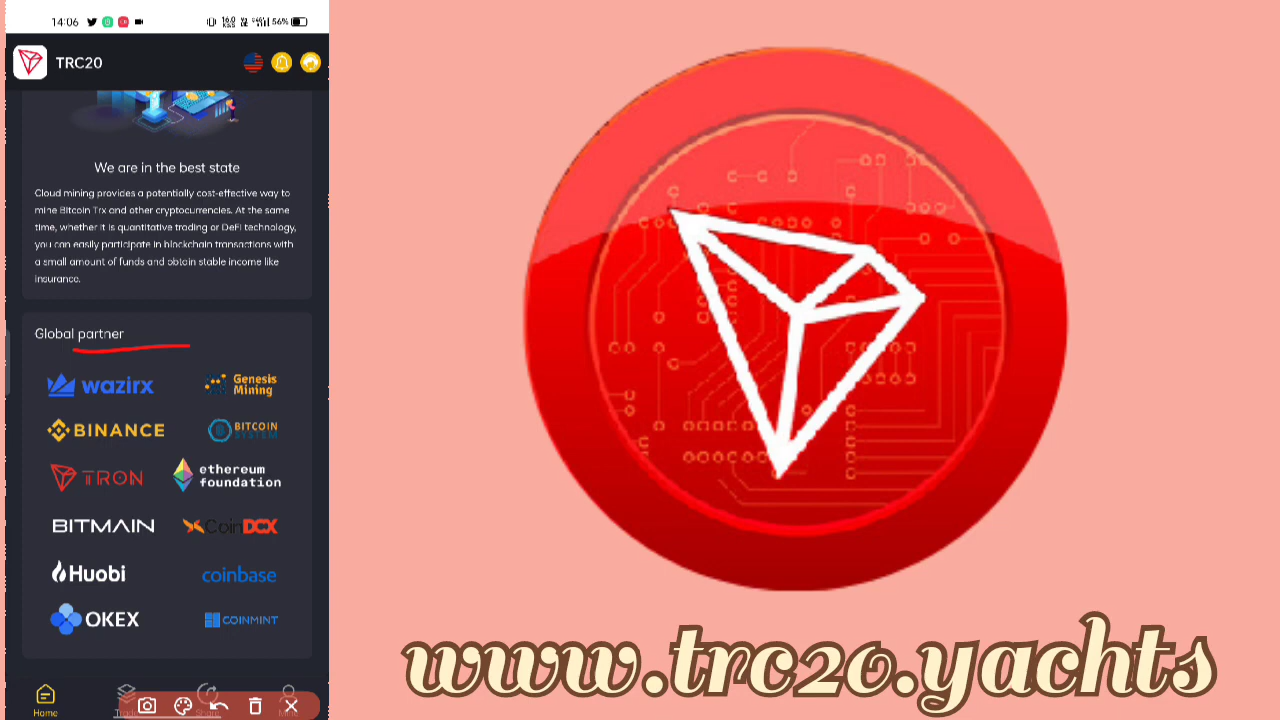 14:06
56%
TRC20
We are in the best state
Cloud mining provides a potentially cost-effective way to
mine Bitcoin Trx and other cryptocurrencies. At the same
time, whether it is quantitative trading or DeFi technology,
you can easily participate in blockchain transactions with
a small amount of funds and obtain stable income like
insurance.
Global partner
wazirx
Genesis
Mining
BINANCE
BITCOIN
SYSTEM
TRON
ethereum
foundation
BITMAIN
CoinDCX
Huobi
coinbase
OKEX
COINMINT
Home
www.trc20.yachts